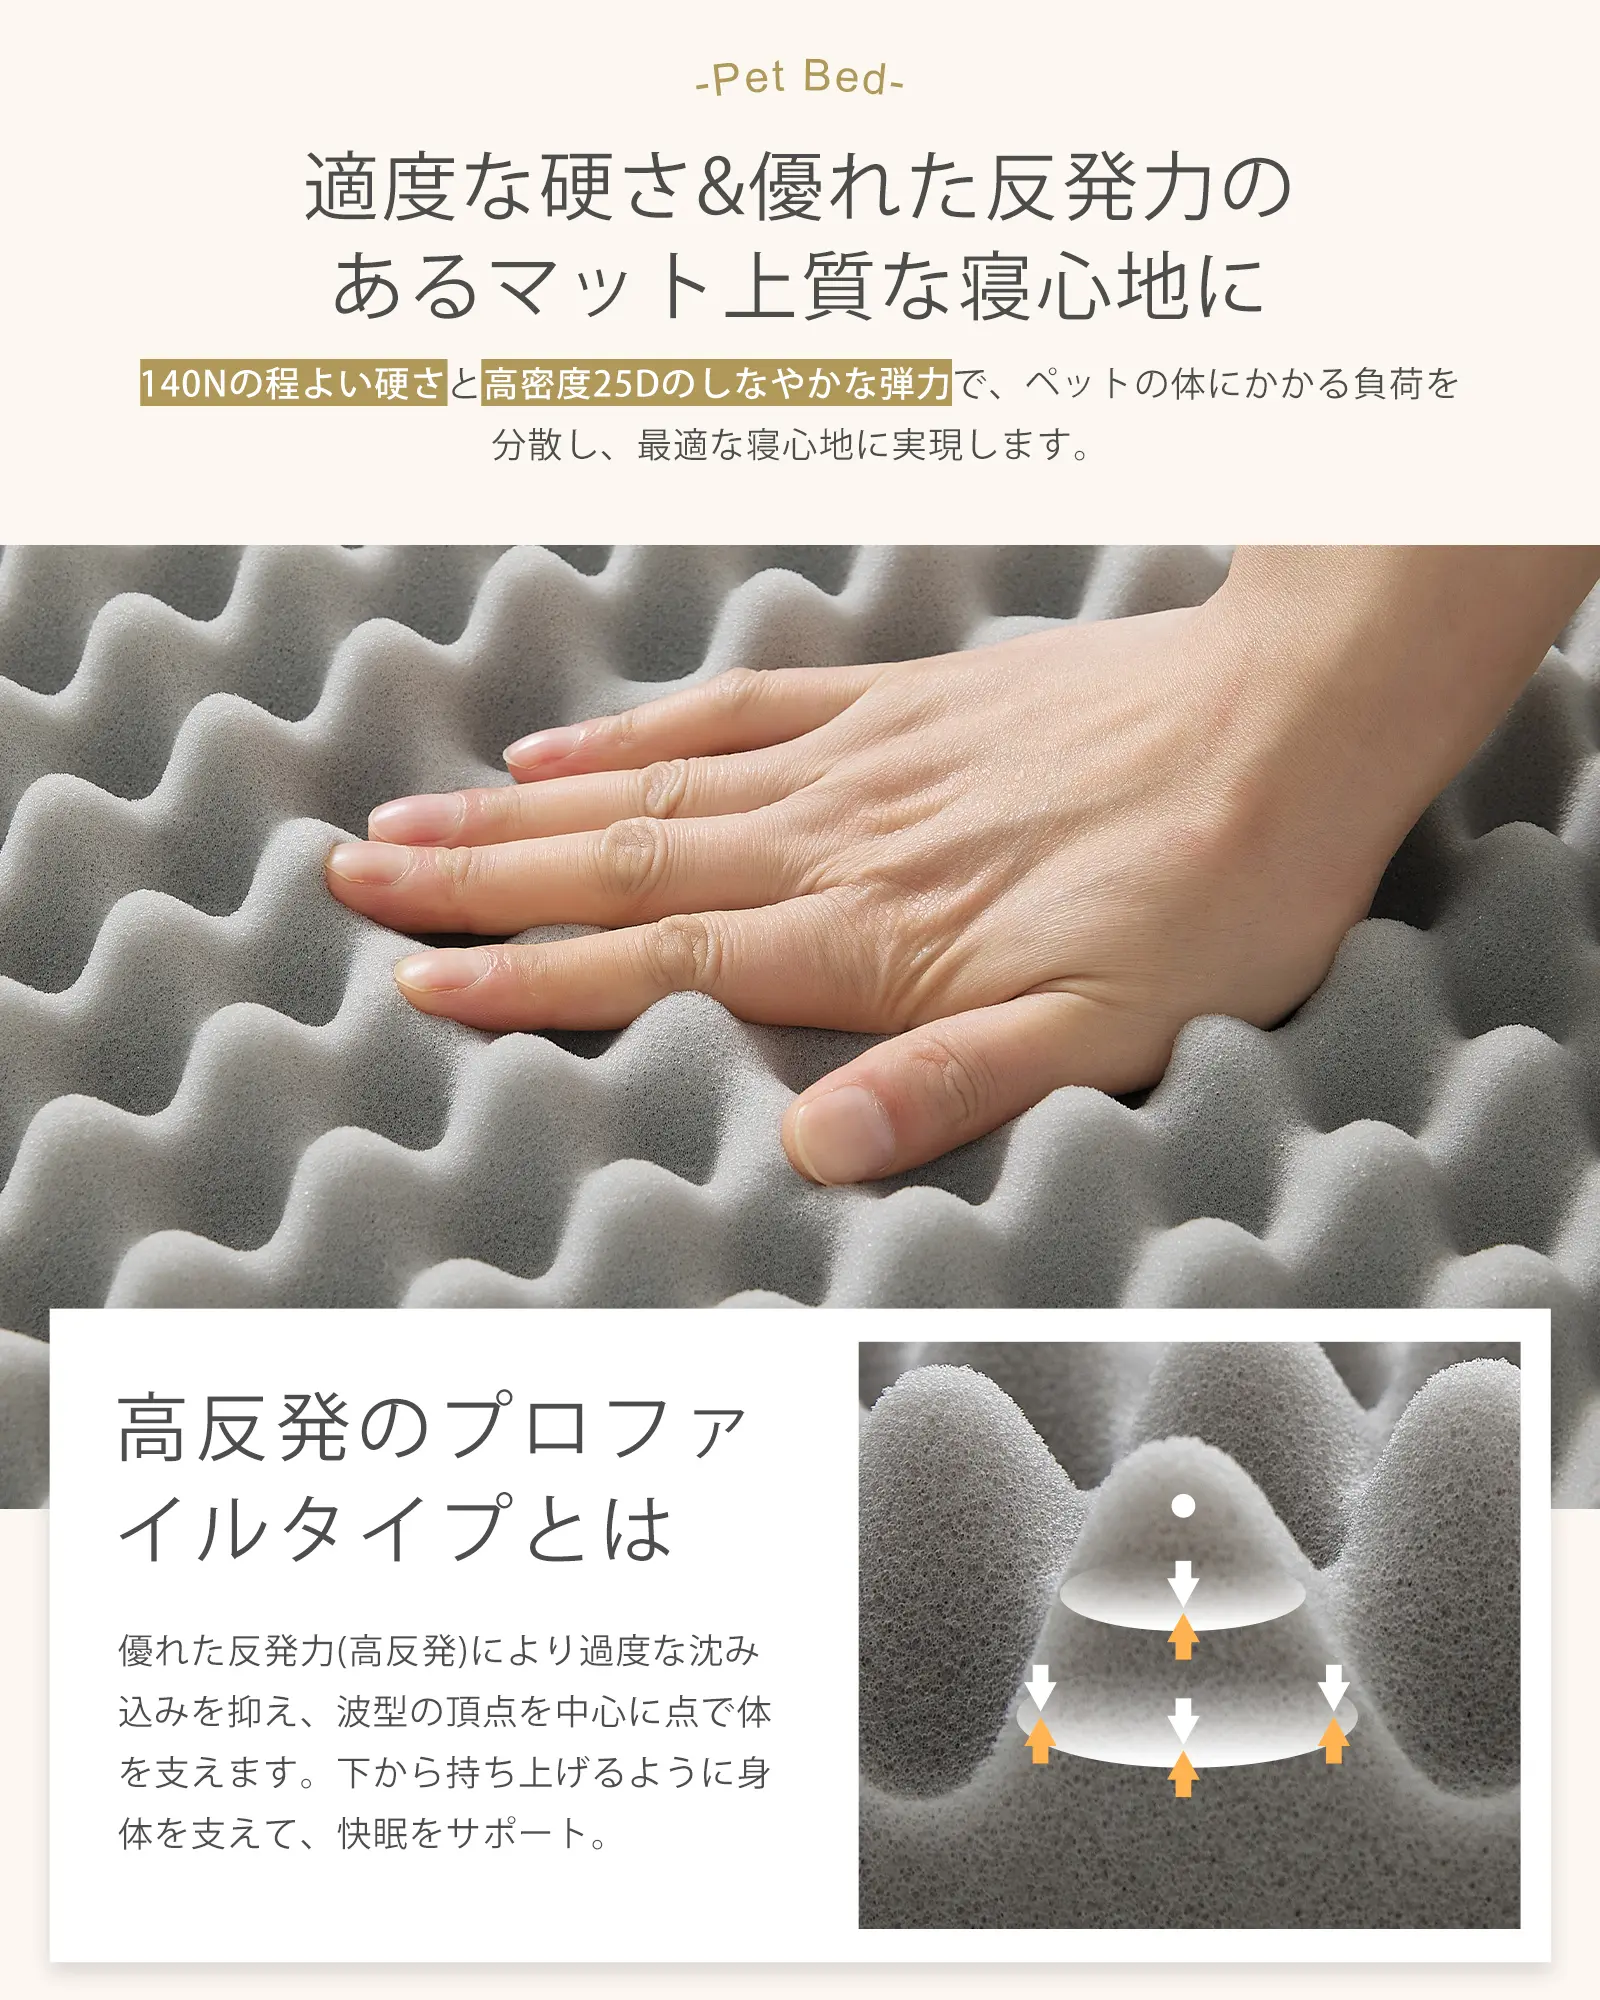 -Pet Bed-
適度な硬さ&優れた反発力の
あるマット上質な寝心地に
140Nの程よい硬さと高密度25Dのしなやかな弾力で、ペットの体にかかる負荷を
分散し、最適な寝心地に実現します。
高反発のプロファ
イルタイプとは
優れた反発力(高反発)により過度な沈み
込みを抑え、波型の頂点を中心に点で体
を支えます。下から持ち上げるように身
体を支えて、快眠をサポート。